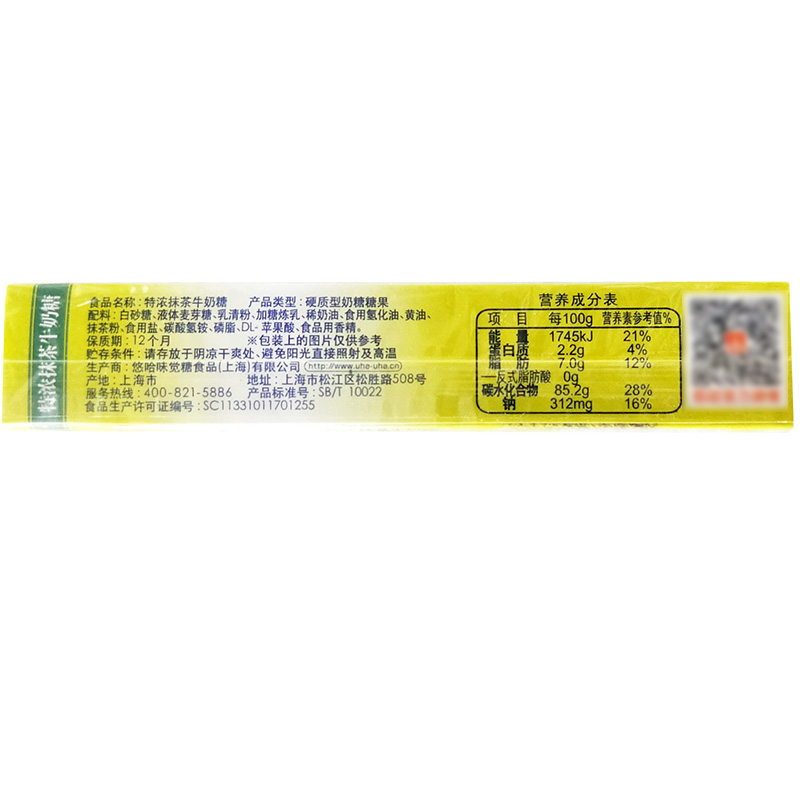 特浓抹茶牛奶糖
食品名称: 特浓抹茶牛奶糖 产品类型: 硬质型奶糖糖果
配料: 白砂糖、液体麦芽糖、乳清粉、加糖炼乳、稀奶油、食用氢化油、黄油、
抹茶粉、食用盐、碳酸氢铵、磷脂、DL-苹果酸、食品用香精。
保质期: 12个月 ※包装上的图片仅供参考
贮存条件: 请存放于阴凉干爽处、避免阳光直接照射及高温
生产商: 悠哈味觉糖食品(上海)有限公司 http://www.uha-uha.cn
产地: 上海市 地址: 上海市松江区松胜路508号
服务热线: 400-821-5886 产品标准号: SB/T 10022
食品生产许可证编号: SC11331011701255
营养成分表
项 目 每100g 营养素参考值%
能 量 1745kJ 21%
蛋白质 2.2g 4%
脂 肪 7.0g 12%
—反式脂肪酸 0g
碳水化合物 85.2g 28%
钠 312mg 16%